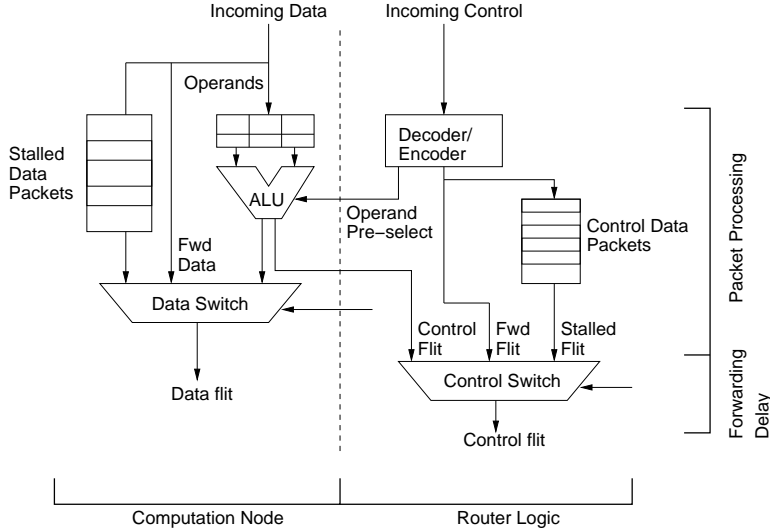 Incoming Data
Incoming Control
Operands
Stalled
Data
Packets
Decoder/
Encoder
ALU
Operand
Pre−select
Control Data
Packets
Fwd
Data
Data Switch
Control
Flit
Fwd
Flit
Stalled
Flit
Control Switch
Data flit
Control flit
Packet Processing
Forwarding
Delay
Computation Node
Router Logic